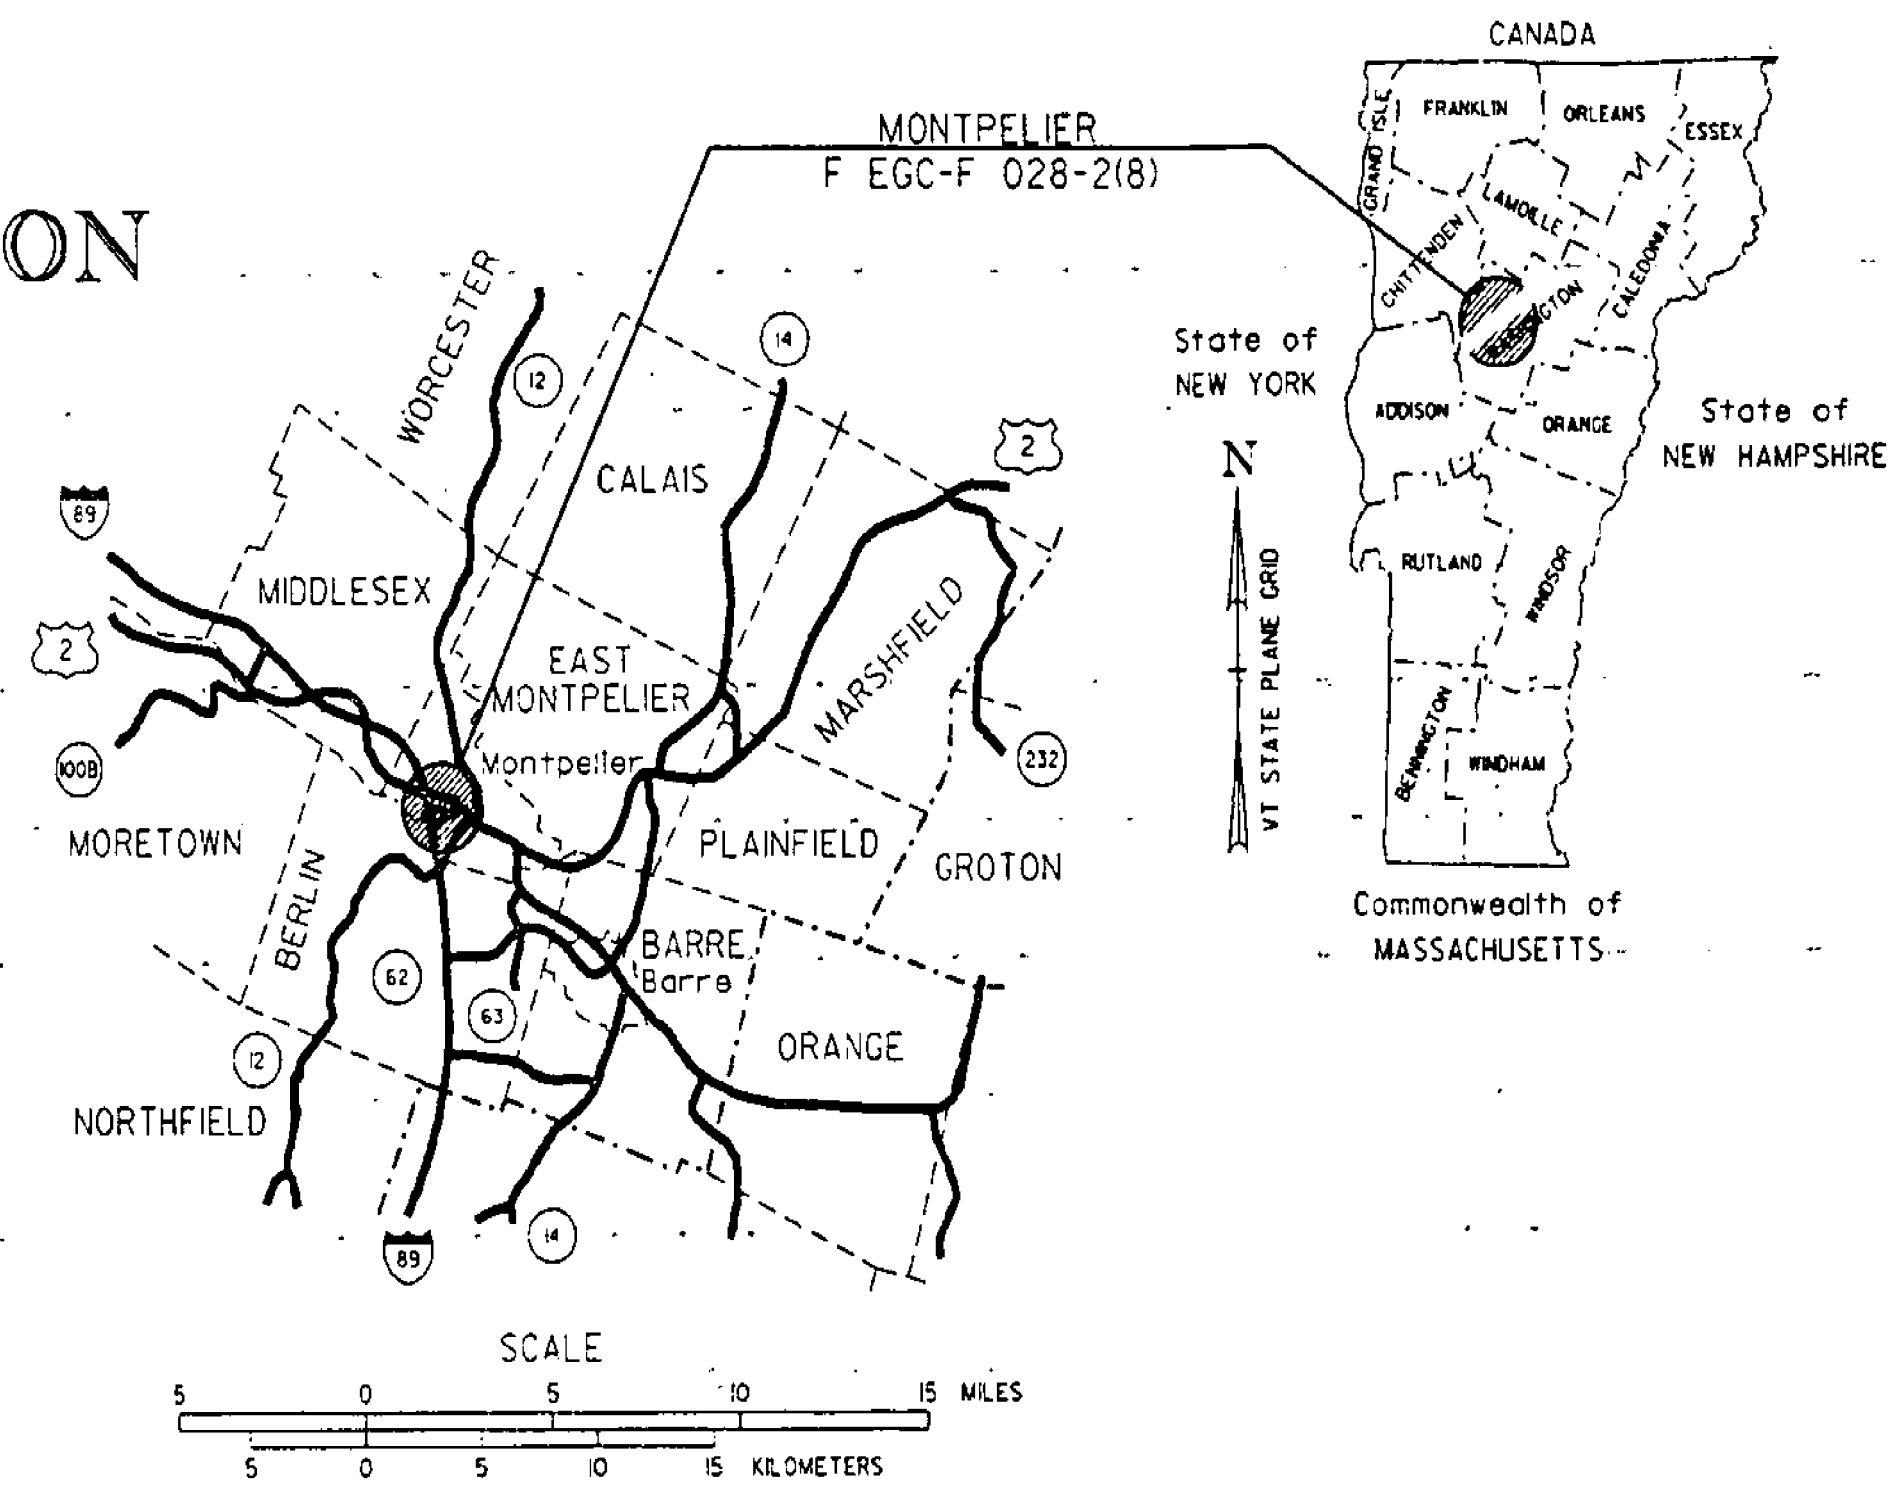 CANADA
MONTPELIER
F EGC-F 028-2(8)
ON
GRAND ISLE
FRANKLIN
ORLEANS
ESSEX
LAMOILLE
CHITTENDEN
CALEDONIA
State of
NEW YORK
ADDISON
ORANGE
State of
NEW HAMPSHIRE
RUTLAND
WINDSOR
BENNINGTON
WINDHAM
Commonwealth of
MASSACHUSETTS
N
VT STATE PLANE GRID
WORCESTER
12
14
2
CALAIS
89
MIDDLESEX
2
EAST
MONTPELIER
MARSHFIELD
Montpelier
100B
232
MORETOWN
PLAINFIELD
GROTON
BERLIN
BARRE
Barre
62
63
12
ORANGE
NORTHFIELD
14
89
SCALE
5 0 5 10 15 MILES
5 0 5 10 15 KILOMETERS